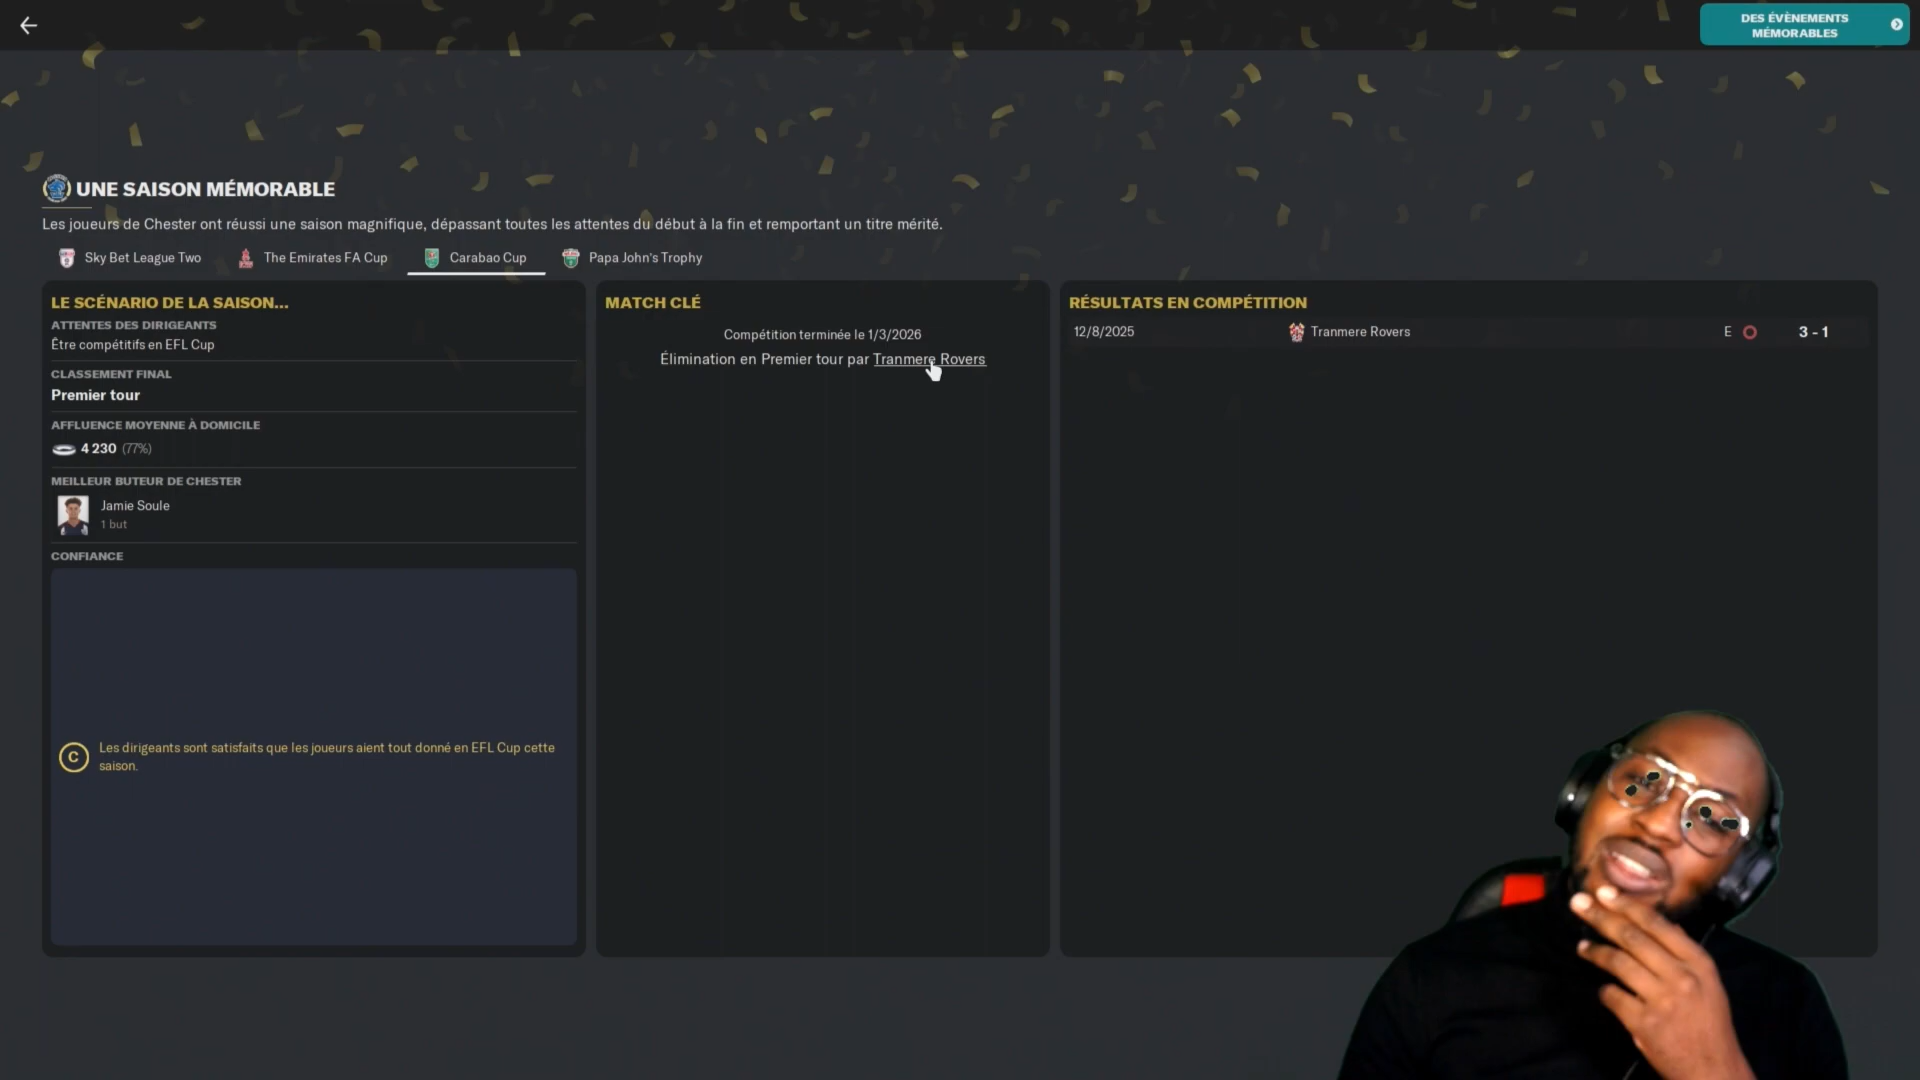 DES ÉVÈNEMENTS
MÉMORABLES
UNE SAISON MÉMORABLE
Les joueurs de Chester ont réussi une saison magnifique, dépassant toutes les attentes du début à la fin et remportant un titre mérité.
Sky Bet League Two
The Emirates FA Cup
Carabao Cup
Papa John's Trophy
LE SCÉNARIO DE LA SAISON...
ATTENTES DES DIRIGEANTS
Être compétitifs en EFL Cup
CLASSEMENT FINAL
Premier tour
AFFLUENCE MOYENNE À DOMICILE
4 230 (77%)
MEILLEUR BUTEUR DE CHESTER
Jamie Soule
1 but
CONFIANCE
C
Les dirigeants sont satisfaits que les joueurs aient tout donné en EFL Cup cette
saison.
MATCH CLÉ
Compétition terminée le 1/3/2026
Élimination en Premier tour par Tranmere Rovers
RÉSULTATS EN COMPÉTITION
12/8/2025 Tranmere Rovers E 3 - 1